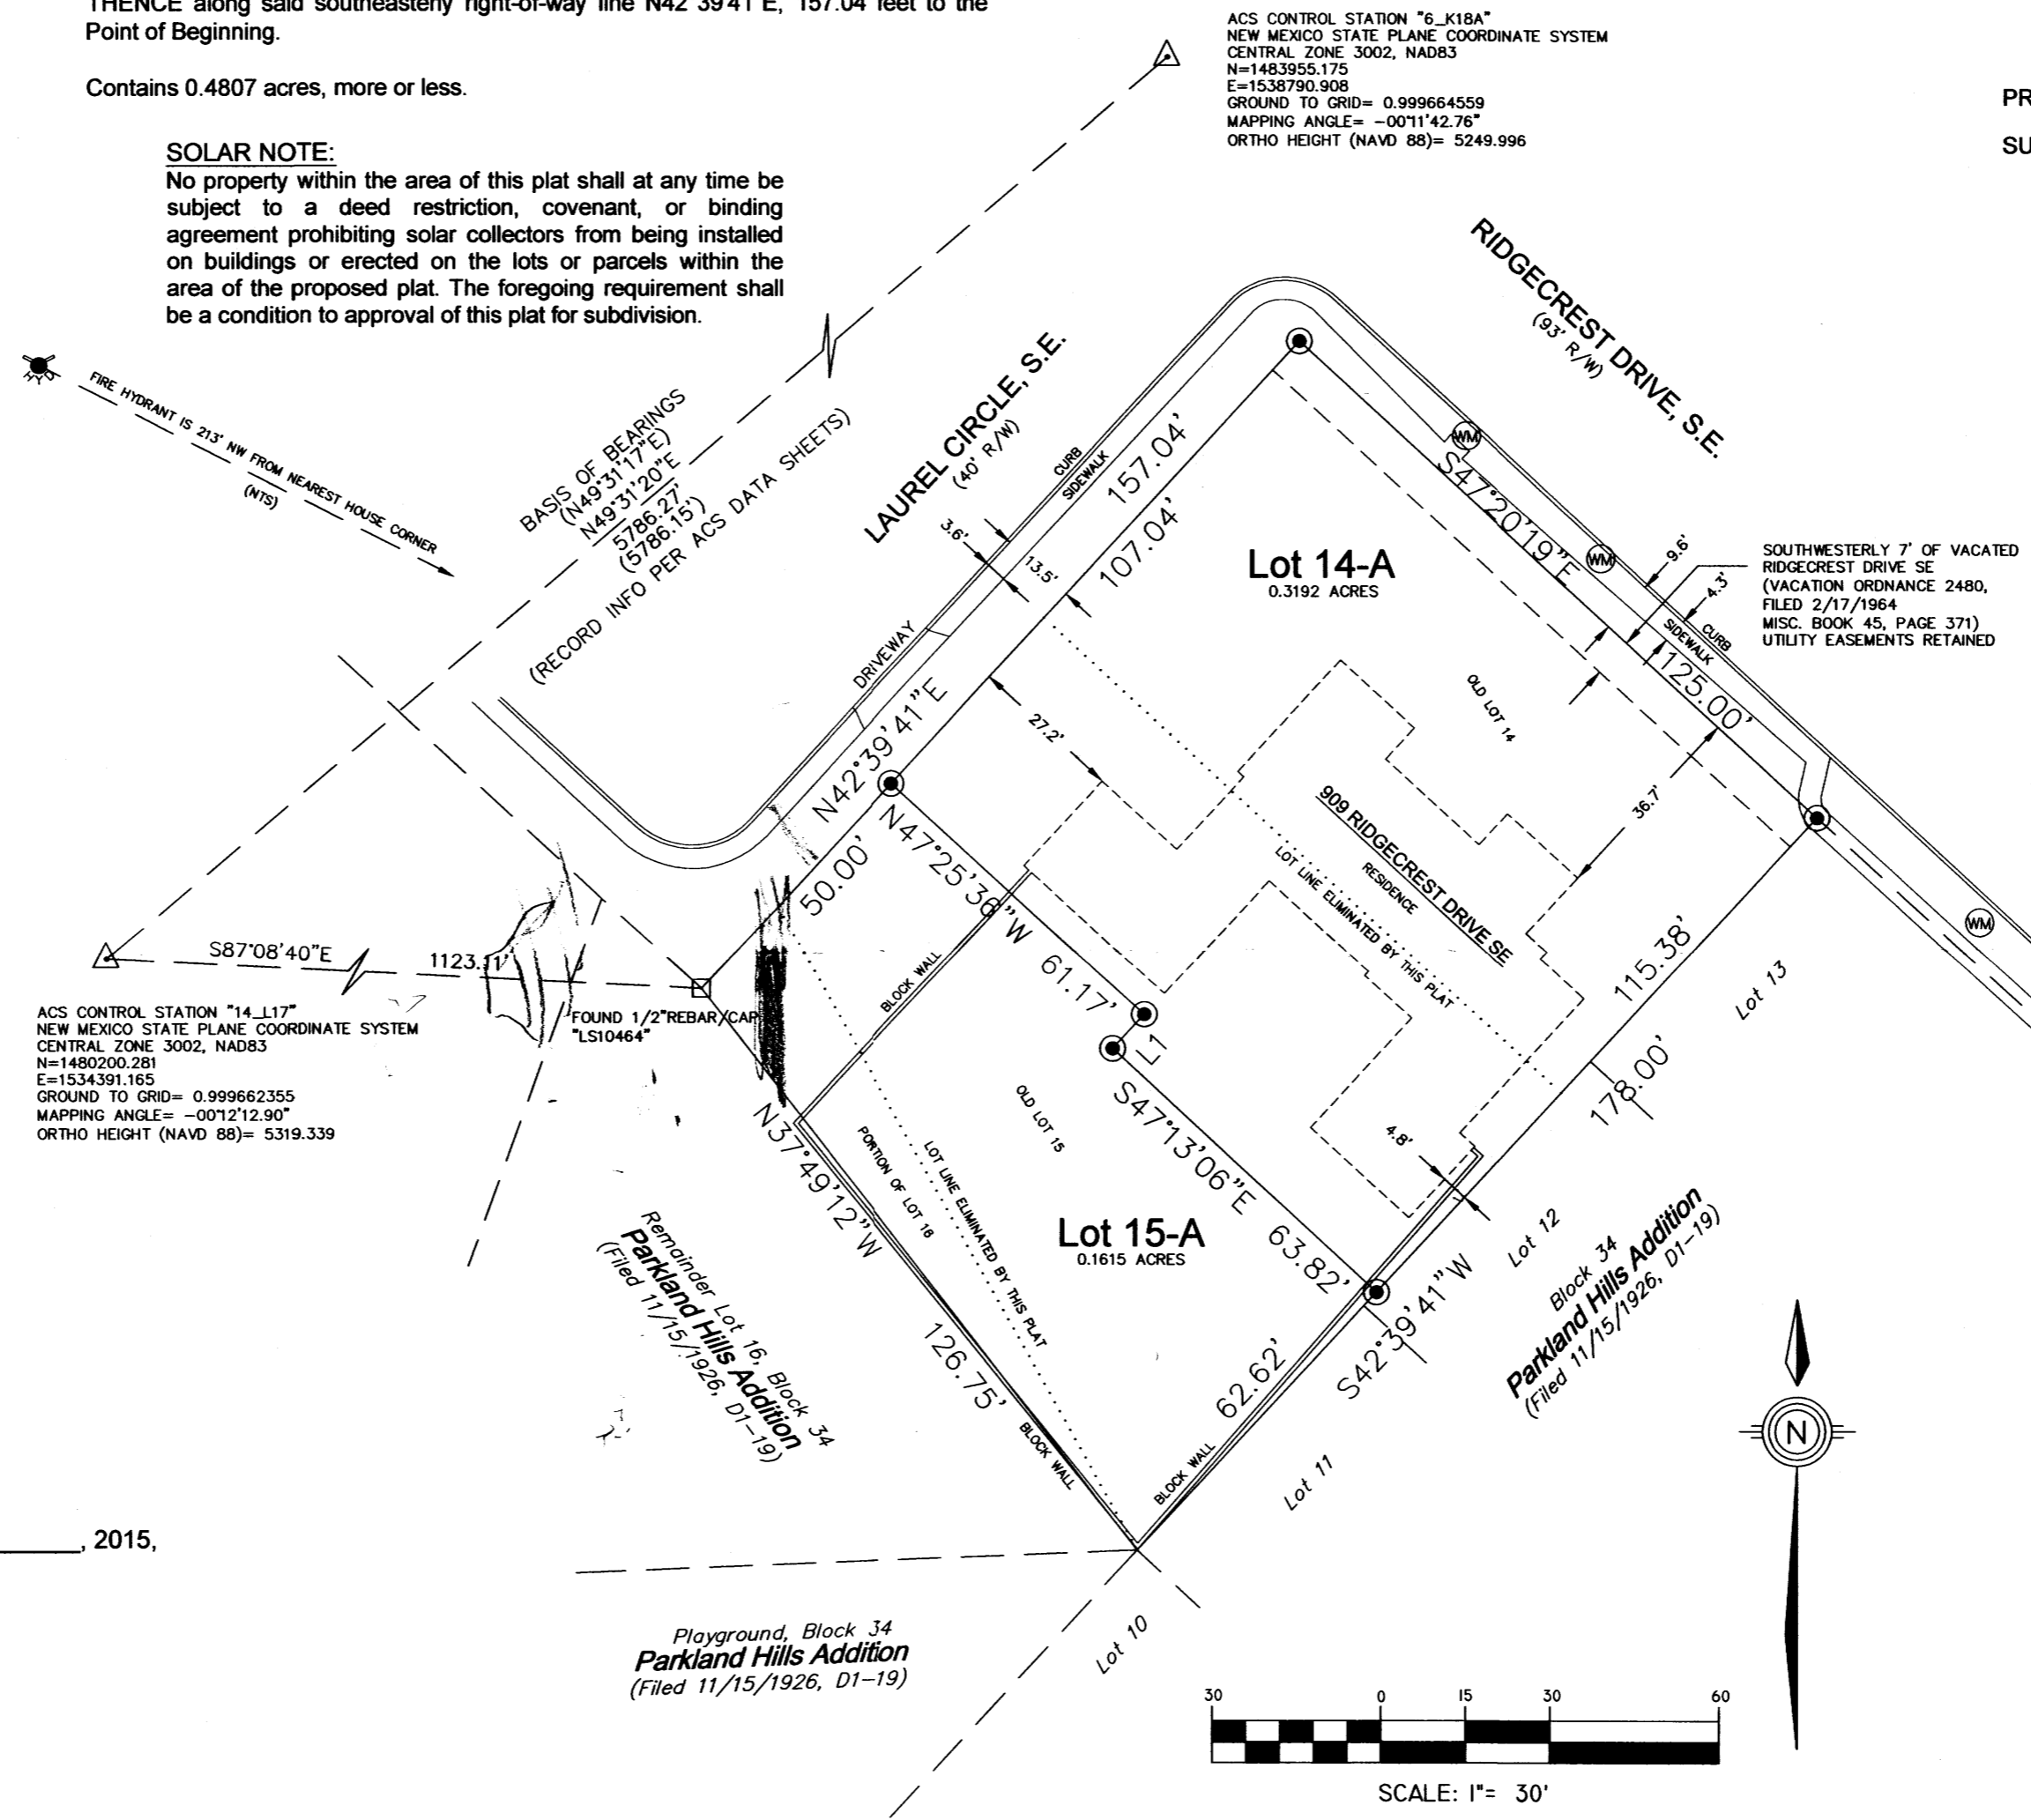 THENCE along said southeasterly right-of-way line N42°39'41"E, 157.04 feet to the
Point of Beginning.
Contains 0.4807 acres, more or less.
SOLAR NOTE:
No property within the area of this plat shall at any time be
subject to a deed restriction, covenant, or binding
agreement prohibiting solar collectors from being installed
on buildings or erected on the lots or parcels within the
area of the proposed plat. The foregoing requirement shall
be a condition to approval of this plat for subdivision.
ACS CONTROL STATION "6_K18A"
NEW MEXICO STATE PLANE COORDINATE SYSTEM
CENTRAL ZONE 3002, NAD83
N=1483955.175
E=1538790.908
GROUND TO GRID= 0.999664559
MAPPING ANGLE= -00°11'42.76"
ORTHO HEIGHT (NAVD 88)= 5249.996
PR
SU
HYD
FIRE HYDRANT IS 213' NW FROM NEAREST HOUSE CORNER
(NTS)
BASIS OF BEARINGS
(N49°31'17"E)
N49°31'20"E
5786.27'
(5786.15')
(RECORD INFO PER ACS DATA SHEETS)
LAUREL CIRCLE, S.E.
(40' R/W)
RIDGECREST DRIVE, S.E.
(93' R/W)
CURB
SIDEWALK
157.04'
107.04'
3.6'
13.5'
DRIVEWAY
N42°39'41"E
50.00'
27.2'
WM
S47°20'19"E
WM
9.6'
4.3'
CURB
SIDEWALK
125.00'
SOUTHWESTERLY 7' OF VACATED
RIDGECREST DRIVE SE
(VACATION ORDNANCE 2480,
FILED 2/17/1964
MISC. BOOK 45, PAGE 371)
UTILITY EASEMENTS RETAINED
Lot 14-A
0.3192 ACRES
OLD LOT 14
36.7'
909 RIDGECREST DRIVE SE
RESIDENCE
LOT LINE ELIMINATED BY THIS PLAT
WM
N47°25'36"W
61.17'
L1
S47°13'06"E
63.82'
BLOCK WALL
115.38'
178.00'
Lot 13
4.8'
S87°08'40"E
1123.11'
FOUND 1/2"REBAR/CAP
"LS10464"
ACS CONTROL STATION "14_L17"
NEW MEXICO STATE PLANE COORDINATE SYSTEM
CENTRAL ZONE 3002, NAD83
N=1480200.281
E=1534391.165
GROUND TO GRID= 0.999662355
MAPPING ANGLE= -00°12'12.90"
ORTHO HEIGHT (NAVD 88)= 5319.339
N37°49'12"W
126.75'
PORTION OF LOT 16
LOT LINE ELIMINATED BY THIS PLAT
OLD LOT 15
Lot 15-A
0.1615 ACRES
BLOCK WALL
62.62'
BLOCK WALL
S42°39'41"W
Lot 12
Lot 11
Lot 10
Block 34
Parkland Hills Addition
(Filed 11/15/1926, D1-19)
Remainder Lot 16, Block 34
Parkland Hills Addition
(Filed 11/15/1926, D1-19)
, 2015,
Playground, Block 34
Parkland Hills Addition
(Filed 11/15/1926, D1-19)
N
30 0 15 30 60
SCALE: 1"= 30'